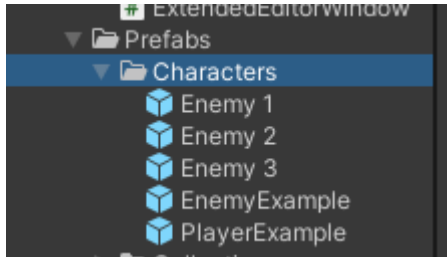 ExtendedEditorWindow
Prefabs
Characters
Enemy 1
Enemy 2
Enemy 3
EnemyExample
PlayerExample